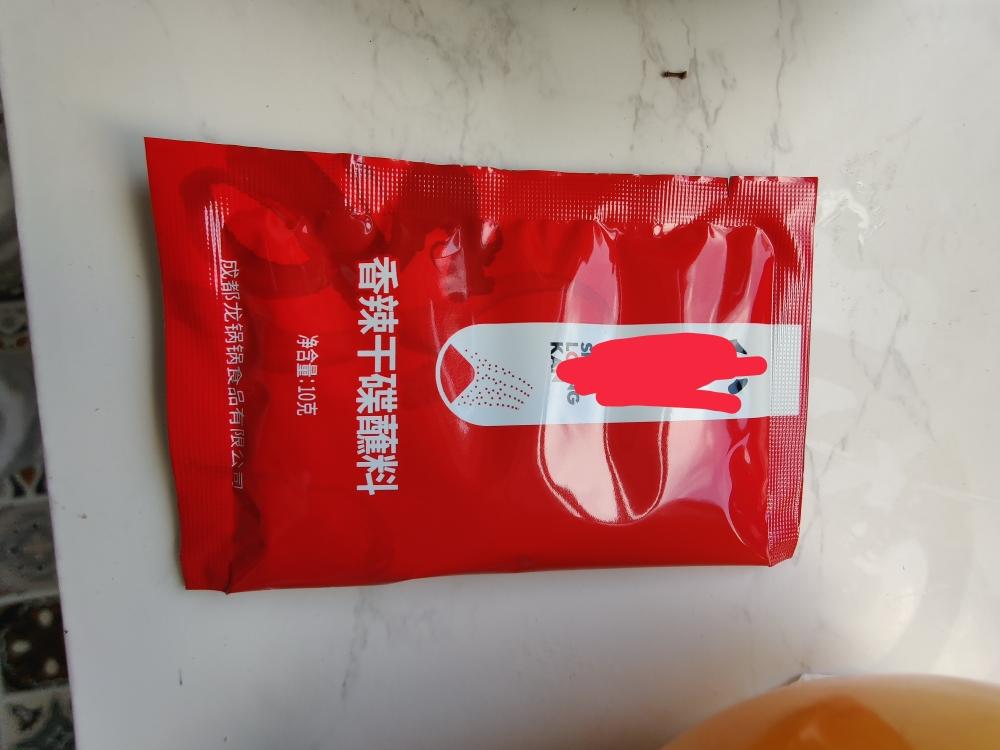 香辣干碟蘸料
净含量:10克
成都龙锅锅食品有限公司